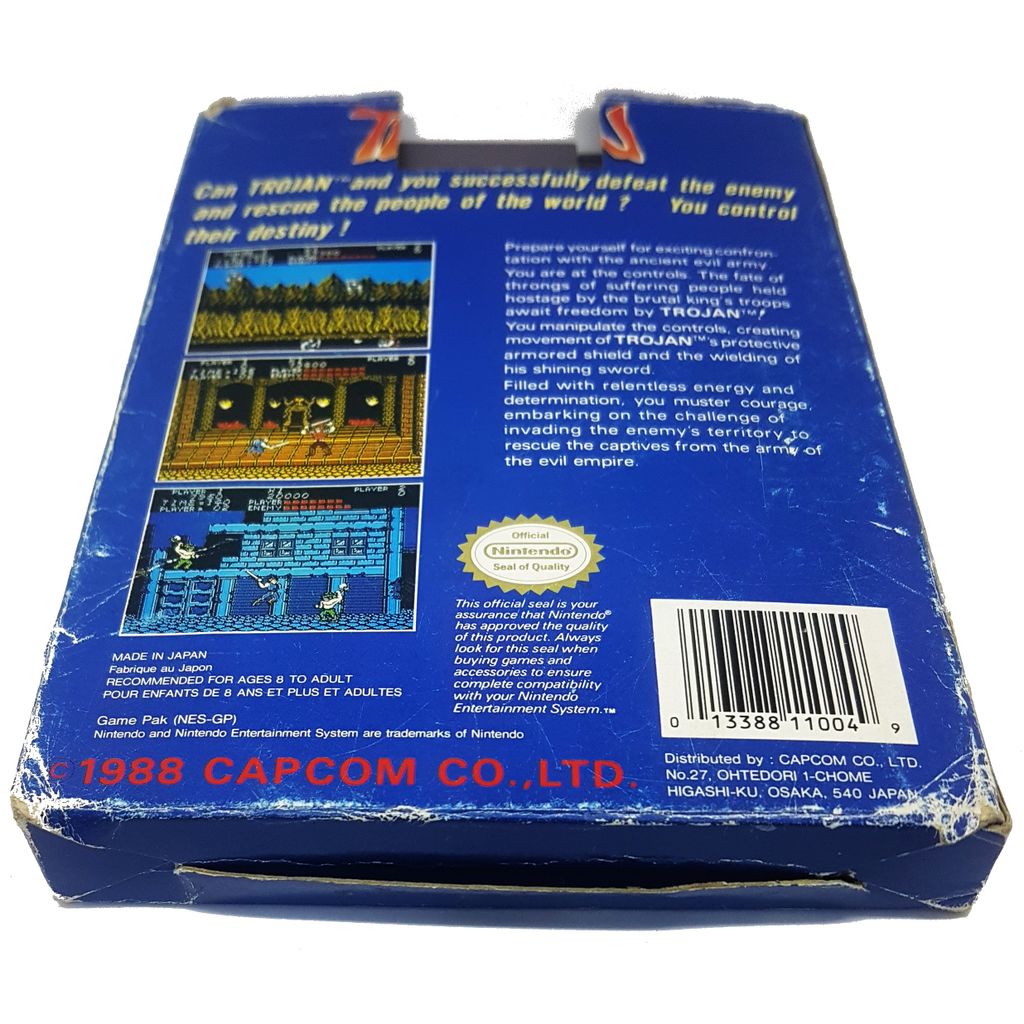 Can TROJAN™ and you successfully defeat the enemy
and rescue the people of the world ? You control
their destiny !
Prepare yourself for exciting confron-
tation with the ancient evil army.
You are at the controls. The fate of
throngs of suffering people held
hostage by the brutal king's troops
await freedom by TROJAN™!
You manipulate the controls, creating
movement of TROJAN™'s protective
armored shield and the wielding of
his shining sword.
Filled with relentless energy and
determination, you muster courage,
embarking on the challenge of
invading the enemy's territory to
rescue the captives from the army of
the evil empire.
PLAYER
PLAYER 2
PLAYER
ENEMY
Official
Nintendo®
Seal of Quality
This official seal is your
assurance that Nintendo®
has approved the quality
of this product. Always
look for this seal when
buying games and
accessories to ensure
complete compatibility
with your Nintendo
Entertainment System.™
MADE IN JAPAN
Fabrique au Japon
RECOMMENDED FOR AGES 8 TO ADULT
POUR ENFANTS DE 8 ANS ET PLUS ET ADULTES
Game Pak (NES-GP)
Nintendo and Nintendo Entertainment System are trademarks of Nintendo
©1988 CAPCOM CO.,LTD.
0 13388 11004 9
Distributed by : CAPCOM CO., LTD.
No.27, OHTEDORI 1-CHOME
HIGASHI-KU, OSAKA, 540 JAPAN